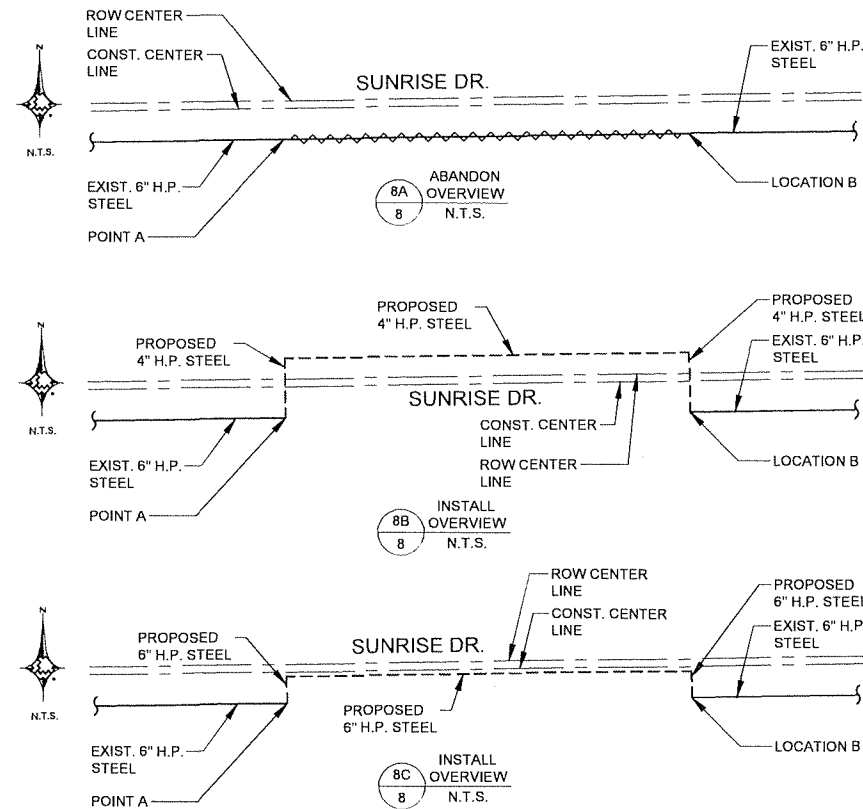 ROW CENTER
LINE
CONST. CENTER
LINE
SUNRISE DR.
EXIST. 6" H.P.
STEEL
N
N.T.S.
EXIST. 6" H.P.
STEEL
POINT A
8A
8
ABANDON
OVERVIEW
N.T.S.
LOCATION B
PROPOSED
4" H.P. STEEL
PROPOSED
4" H.P. STEEL
PROPOSED
4" H.P. STEEL
EXIST. 6" H.P.
STEEL
N
N.T.S.
SUNRISE DR.
CONST. CENTER
LINE
ROW CENTER
LINE
EXIST. 6" H.P.
STEEL
POINT A
LOCATION B
8B
8
INSTALL
OVERVIEW
N.T.S.
ROW CENTER
LINE
CONST. CENTER
LINE
PROPOSED
6" H.P. STEEL
EXIST. 6" H.P.
STEEL
PROPOSED
6" H.P. STEEL
SUNRISE DR.
N
N.T.S.
PROPOSED
6" H.P. STEEL
EXIST. 6" H.P.
STEEL
POINT A
LOCATION B
8C
8
INSTALL
OVERVIEW
N.T.S.